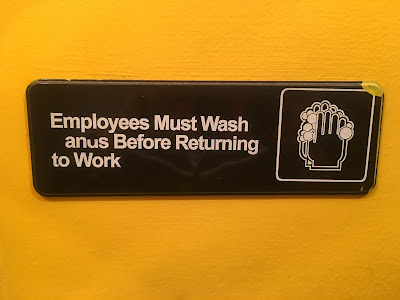 Employees Must Wash
anus Before Returning
to Work